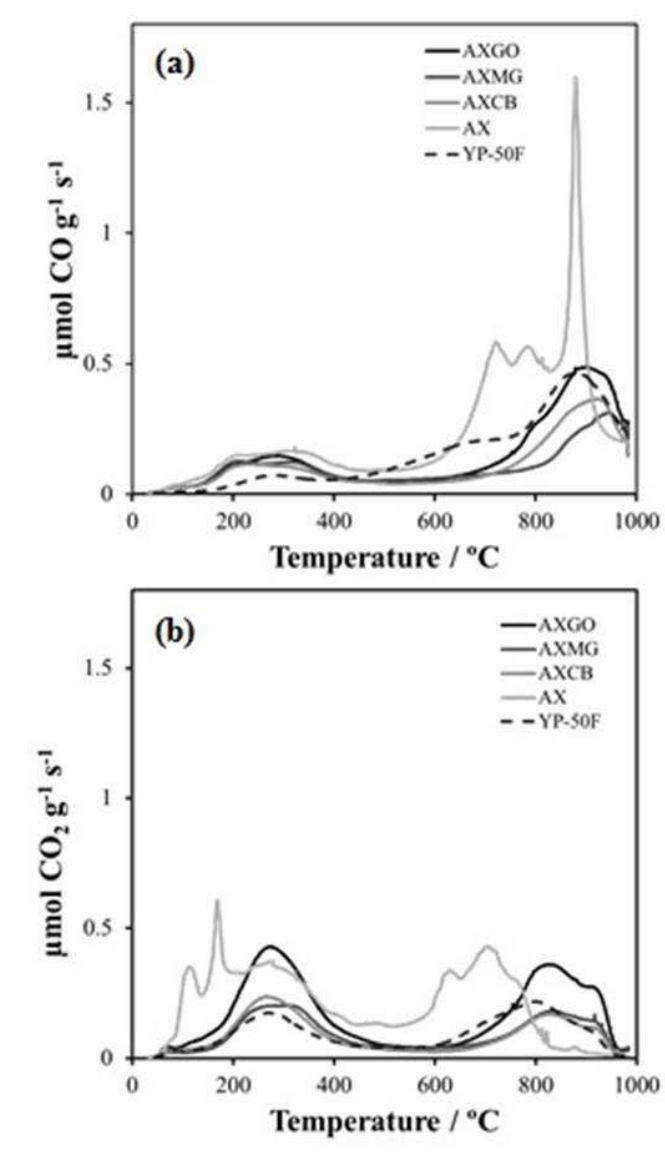 (a)
AXGO
AXMG
AXCB
AX
YP-50F
1.5
1
0.5
0
µmol CO g-1 s-1
0 200 400 600 800 1000
Temperature / ºC
(b)
AXGO
AXMG
AXCB
AX
YP-50F
1.5
1
0.5
0
µmol CO2 g-1 s-1
0 200 400 600 800 1000
Temperature / ºC